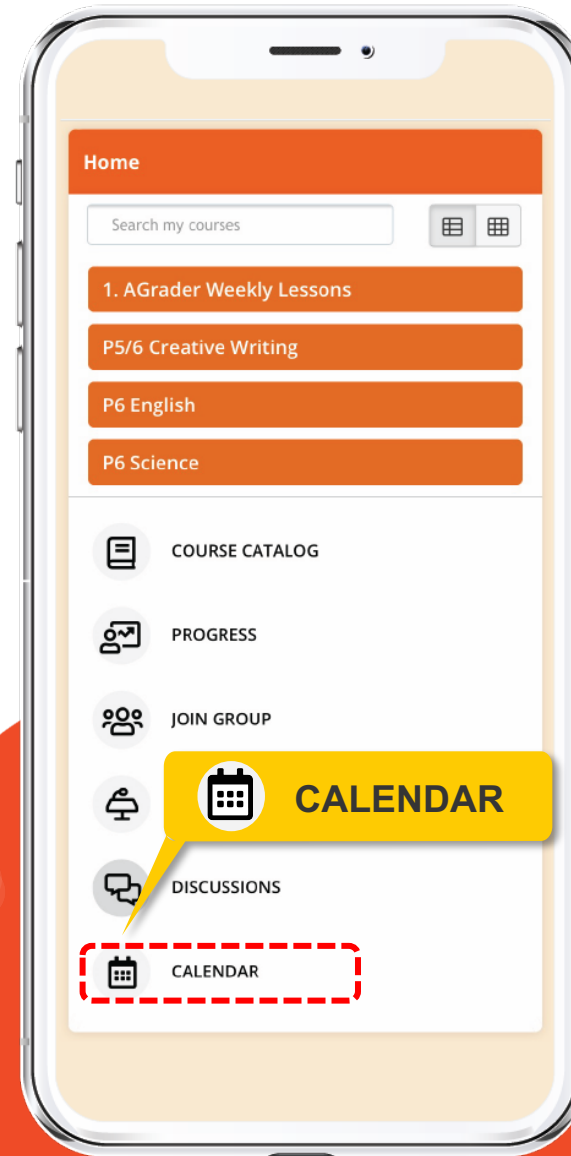 Home
Search my courses
1. AGrader Weekly Lessons
P5/6 Creative Writing
P6 English
P6 Science
COURSE CATALOG
PROGRESS
JOIN GROUP
CALENDAR
DISCUSSIONS
CALENDAR